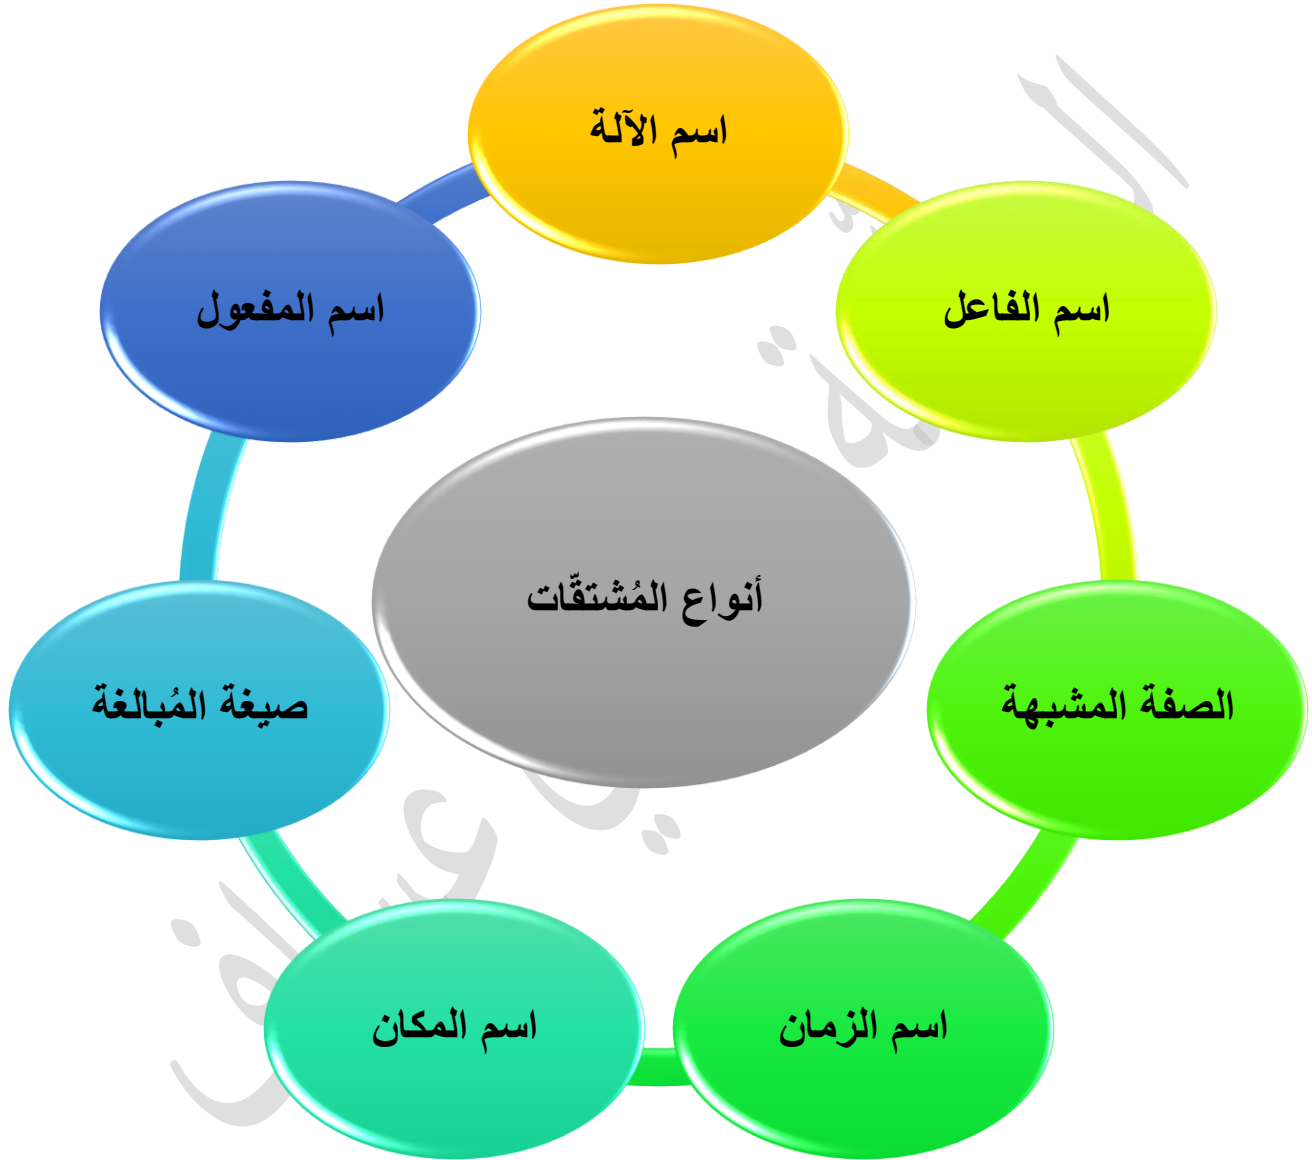 اسم الآلة
اسم الفاعل
اسم المفعول
أنواع المُشتقّات
الصفة المشبهة
صيغة المُبالغة
اسم الزمان
اسم المكان